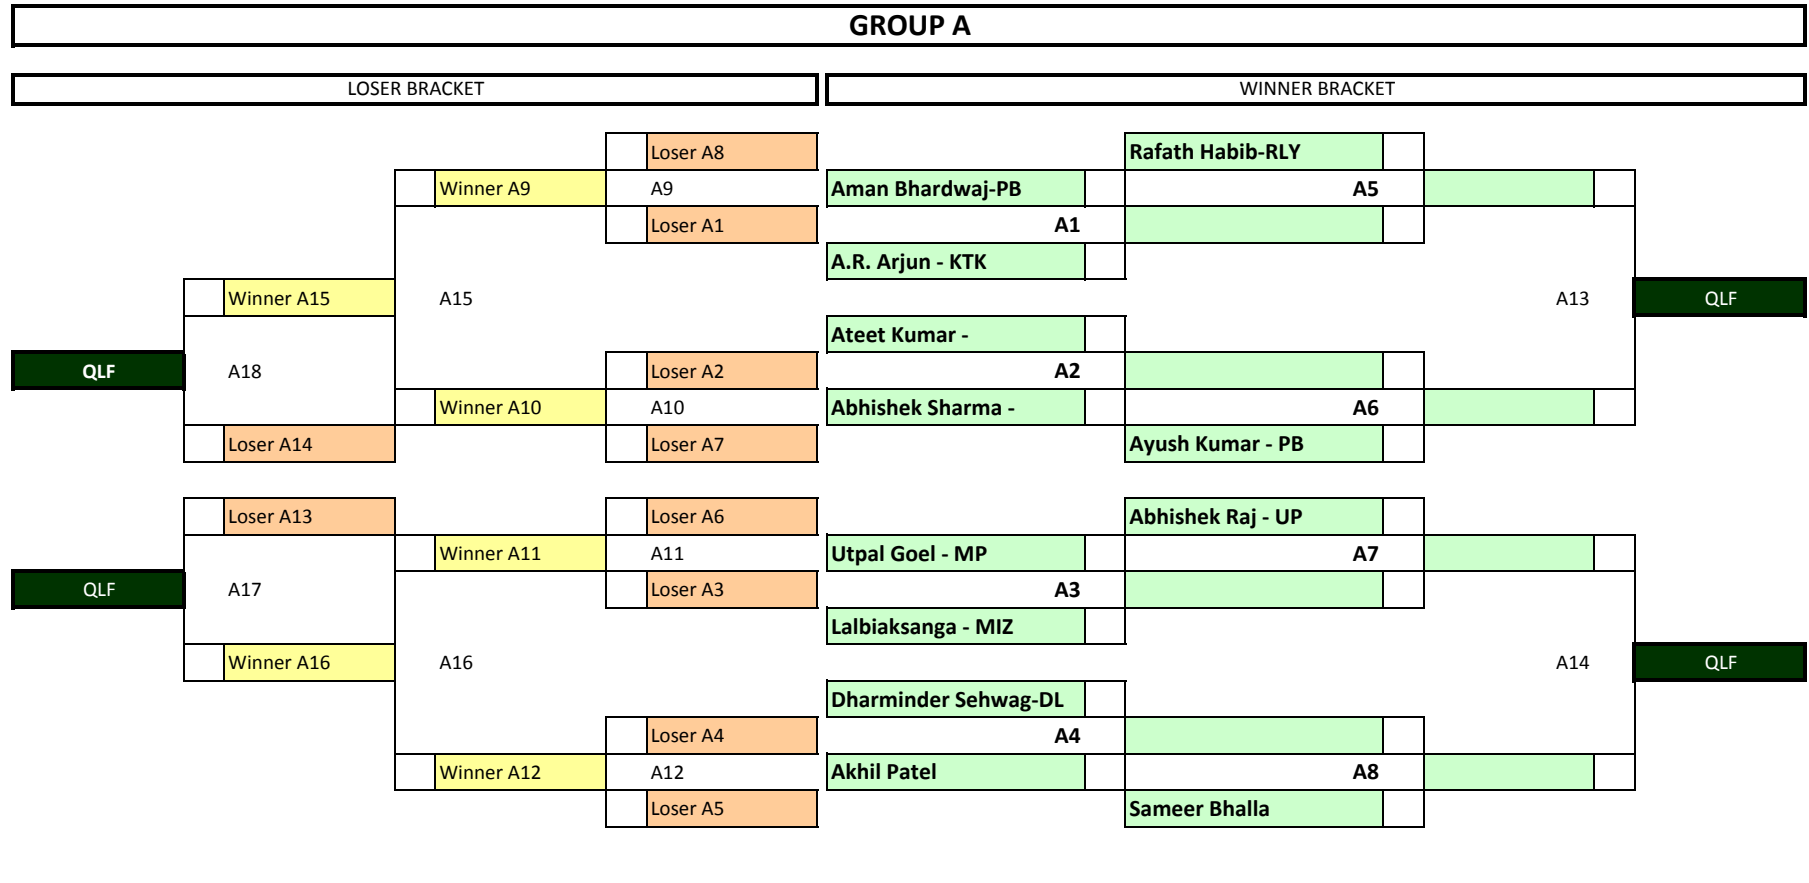 GROUP A
LOSER BRACKET WINNER BRACKET
Loser A8 Rafath Habib-RLY
Winner A9 A9 Aman Bhardwaj-PB A5
Loser A1 A1
A.R. Arjun - KTK
Winner A15 A15 A13 QLF
Ateet Kumar -
QLF A18 Loser A2 A2
Winner A10 A10 Abhishek Sharma - A6
Loser A14 Loser A7 Ayush Kumar - PB
Loser A13 Loser A6 Abhishek Raj - UP
Winner A11 A11 Utpal Goel - MP A7
QLF A17 Loser A3 A3
Lalbiaksanga - MIZ
Winner A16 A16 A14 QLF
Dharminder Sehwag-DL
Loser A4 A4
Winner A12 A12 Akhil Patel A8
Loser A5 Sameer Bhalla